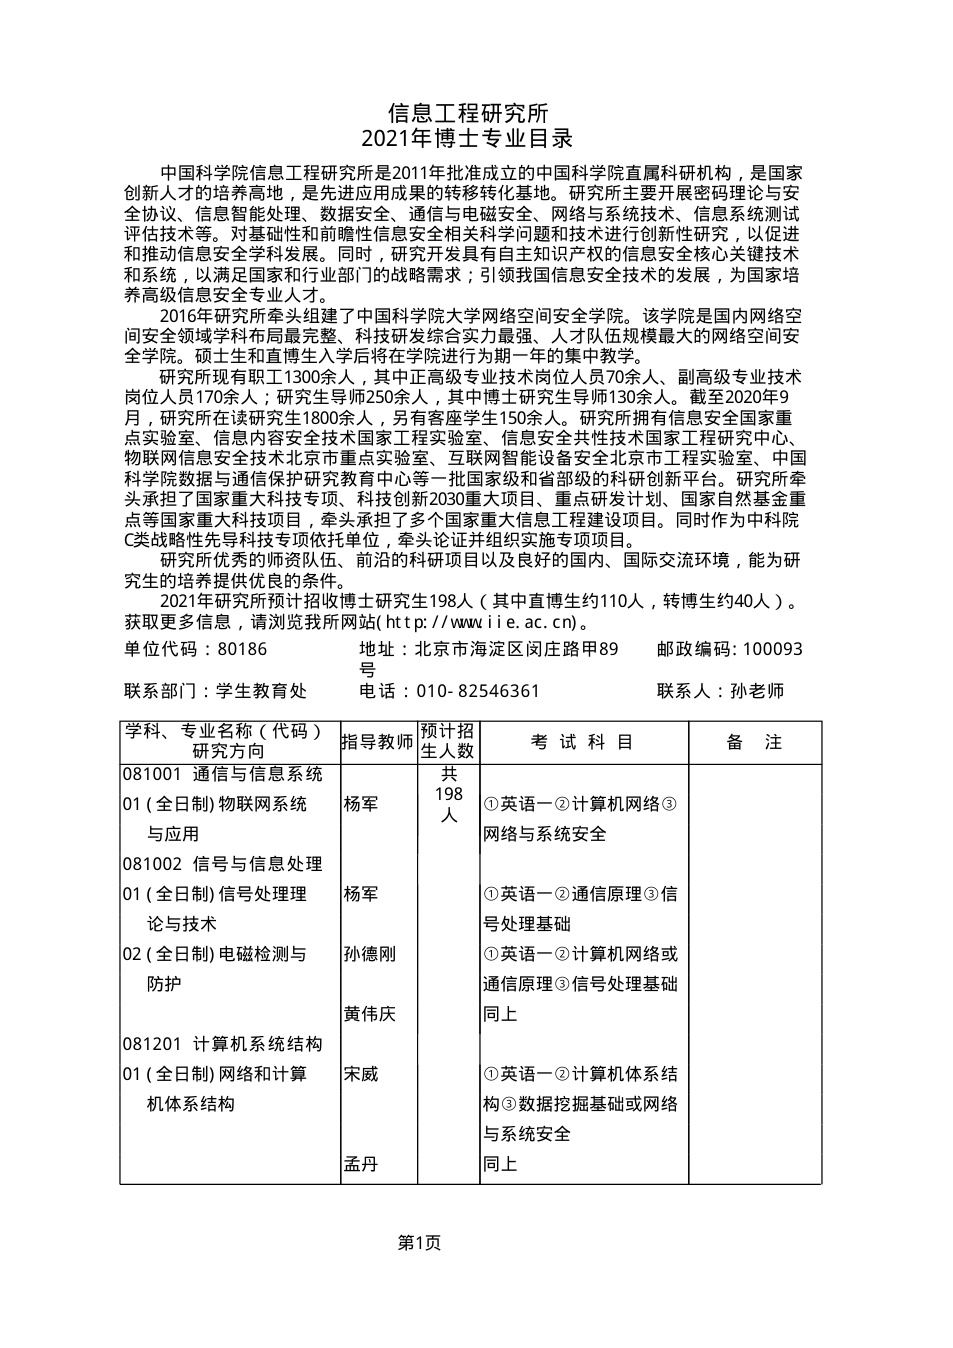 信息工程研究所
2021年博士专业目录
中国科学院信息工程研究所是2011年批准成立的中国科学院直属科研机构，是国家
创新人才的培养高地，是先进应用成果的转移转化基地。研究所主要开展密码理论与安
全协议、信息智能处理、数据安全、通信与电磁安全、网络与系统技术、信息系统测试
评估技术等。对基础性和前瞻性信息安全相关科学问题和技术进行创新性研究，以促进
和推动信息安全学科发展。同时，研究开发具有自主知识产权的信息安全核心关键技术
和系统，以满足国家和行业部门的战略需求；引领我国信息安全技术的发展，为国家培
养高级信息安全专业人才。
2016年研究所牵头组建了中国科学院大学网络空间安全学院。该学院是国内网络空
间安全领域学科布局最完整、科技研发综合实力最强、人才队伍规模最大的网络空间安
全学院。硕士生和直博生入学后将在学院进行为期一年的集中教学。
研究所现有职工1300余人，其中正高级专业技术岗位人员70余人、副高级专业技术
岗位人员170余人；研究生导师250余人，其中博士研究生导师130余人。截至2020年9
月，研究所在读研究生1800余人，另有客座学生150余人。研究所拥有信息安全国家重
点实验室、信息内容安全技术国家工程实验室、信息安全共性技术国家工程研究中心、
物联网信息安全技术北京市重点实验室、互联网智能设备安全北京市工程实验室、中国
科学院数据与通信保护研究教育中心等一批国家级和省部级的科研创新平台。研究所牵
头承担了国家重大科技专项、科技创新2030重大项目、重点研发计划、国家自然基金重
点等国家重大科技项目，牵头承担了多个国家重大信息工程建设项目。同时作为中科院
C类战略性先导科技专项依托单位，牵头论证并组织实施专项项目。
研究所优秀的师资队伍、前沿的科研项目以及良好的国内、国际交流环境，能为研
究生的培养提供优良的条件。
2021年研究所预计招收博士研究生198人（其中直博生约110人，转博生约40人）。
获取更多信息，请浏览我所网站(http://www.iie.ac.cn)。
单位代码：80186 地址：北京市海淀区闵庄路甲89 邮政编码:100093
号
联系部门：学生教育处 电话：010-82546361 联系人：孙老师
学科、专业名称（代码） 指导教师 预计招 考 试 科 目 备 注
研究方向 生人数
081001 通信与信息系统 共
01(全日制)物联网系统 杨军 198 ①英语一②计算机网络③
与应用 人 网络与系统安全
081002 信号与信息处理
01(全日制)信号处理理 杨军 ①英语一②通信原理③信
论与技术 号处理基础
02(全日制)电磁检测与 孙德刚 ①英语一②计算机网络或
防护 通信原理③信号处理基础
黄伟庆 同上
081201 计算机系统结构
01(全日制)网络和计算 宋威 ①英语一②计算机体系结
机体系结构 构③数据挖掘基础或网络
与系统安全
孟丹 同上
第1页